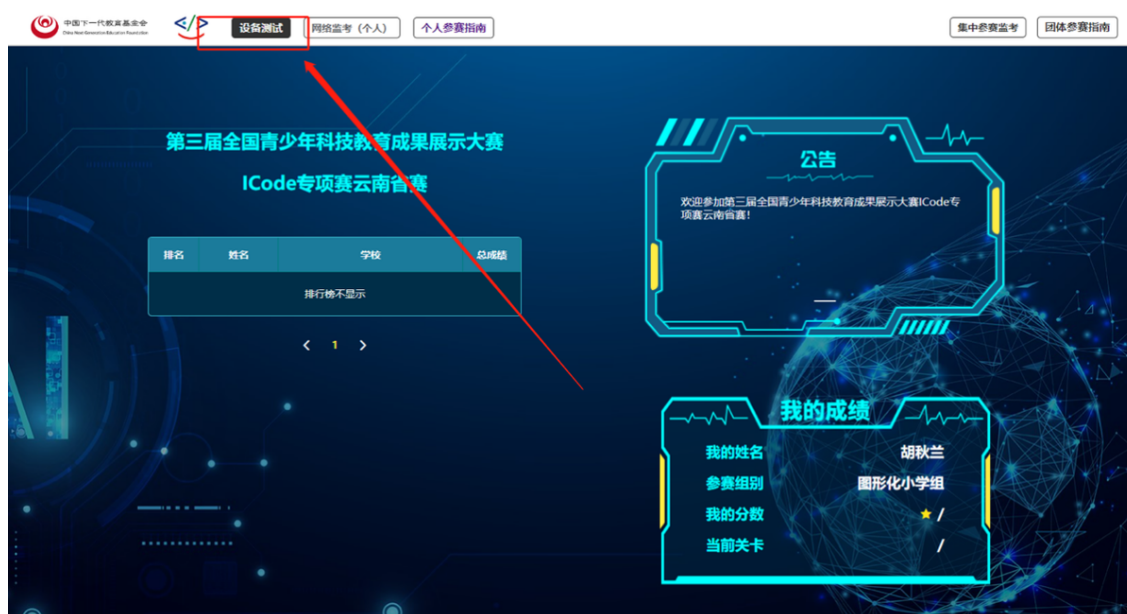 中国下一代教育基金会
China Next Generation Education Foundation
设备测试
网络监考（个人）
个人参赛指南
集中参赛监考
团体参赛指南
第三届全国青少年科技教育成果展示大赛
ICode专项赛云南省赛
排名 姓名 学校 总成绩
排行榜不显示
1
公告
欢迎参加第三届全国青少年科技教育成果展示大赛ICode专
项赛云南省赛！
我的成绩
我的姓名 胡秋兰
参赛组别 图形化小学组
我的分数 ★ /
当前关卡 /